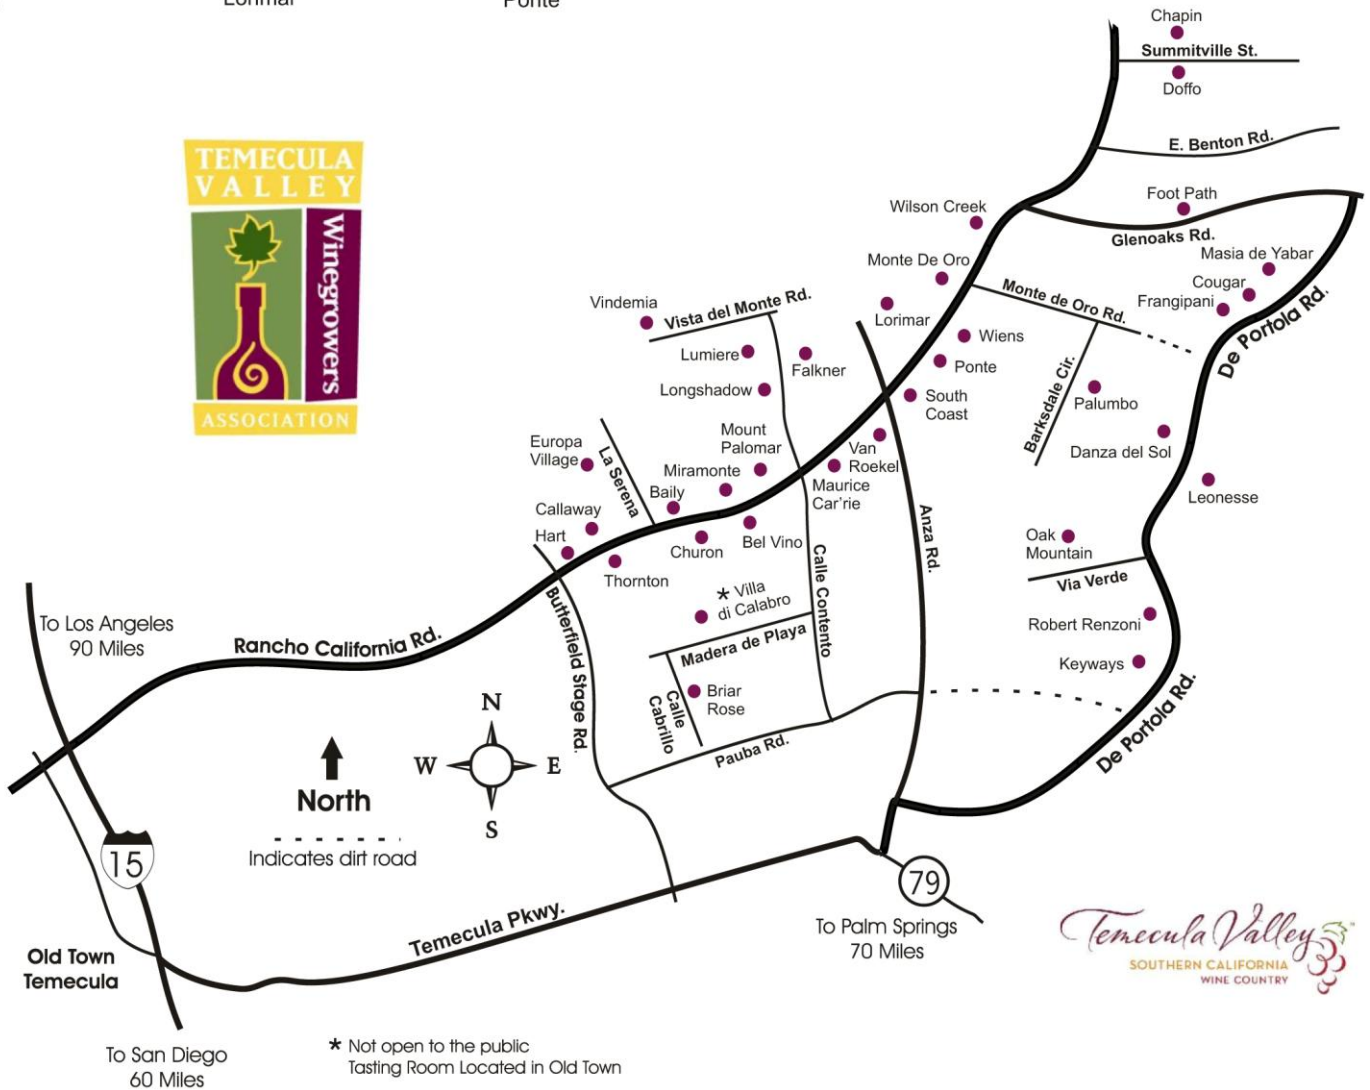 Lorimar
Ponte
Chapin
Summitville St.
Doffo
E. Benton Rd.
TEMECULA
VALLEY
Winegrowers
ASSOCIATION
Foot Path
Glenoaks Rd.
Wilson Creek
Masia de Yabar
Cougar
Frangipani
De Portola Rd.
Monte De Oro
Lorimar
Monte de Oro Rd.
Vindemia
Vista del Monte Rd.
Lumiere
Falkner
Longshadow
Wiens
Ponte
South
Coast
Barksdale Cir.
Palumbo
Danza del Sol
Leonesse
Mount
Palomar
Van
Roekel
Maurice
Car'rie
Europa
Village
La Serena
Miramonte
Baily
Callaway
Hart
Thornton
Churon
Bel Vino
Anza Rd.
Calle Contento
Oak
Mountain
Via Verde
* Villa
di Calabro
Madera de Playa
Robert Renzoni
Keyways
Butterfield Stage Rd.
To Los Angeles
90 Miles
Rancho California Rd.
Calle
Cabrillo
Briar
Rose
Pauba Rd.
De Portola Rd.
N
W
E
S
North
Indicates dirt road
15
79
Temecula Pkwy.
To Palm Springs
70 Miles
Old Town
Temecula
Temecula Valley
SOUTHERN CALIFORNIA
WINE COUNTRY
To San Diego
60 Miles
* Not open to the public
Tasting Room Located in Old Town